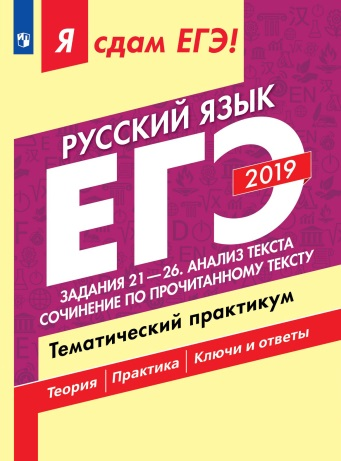 Я сдам ЕГЭ!
РУССКИЙ ЯЗЫК
ЕГЭ
2019
ЗАДАНИЯ 21—26. АНАЛИЗ ТЕКСТА
СОЧИНЕНИЕ ПО ПРОЧИТАННОМУ ТЕКСТУ
Тематический практикум
Теория | Практика | Ключи и ответы